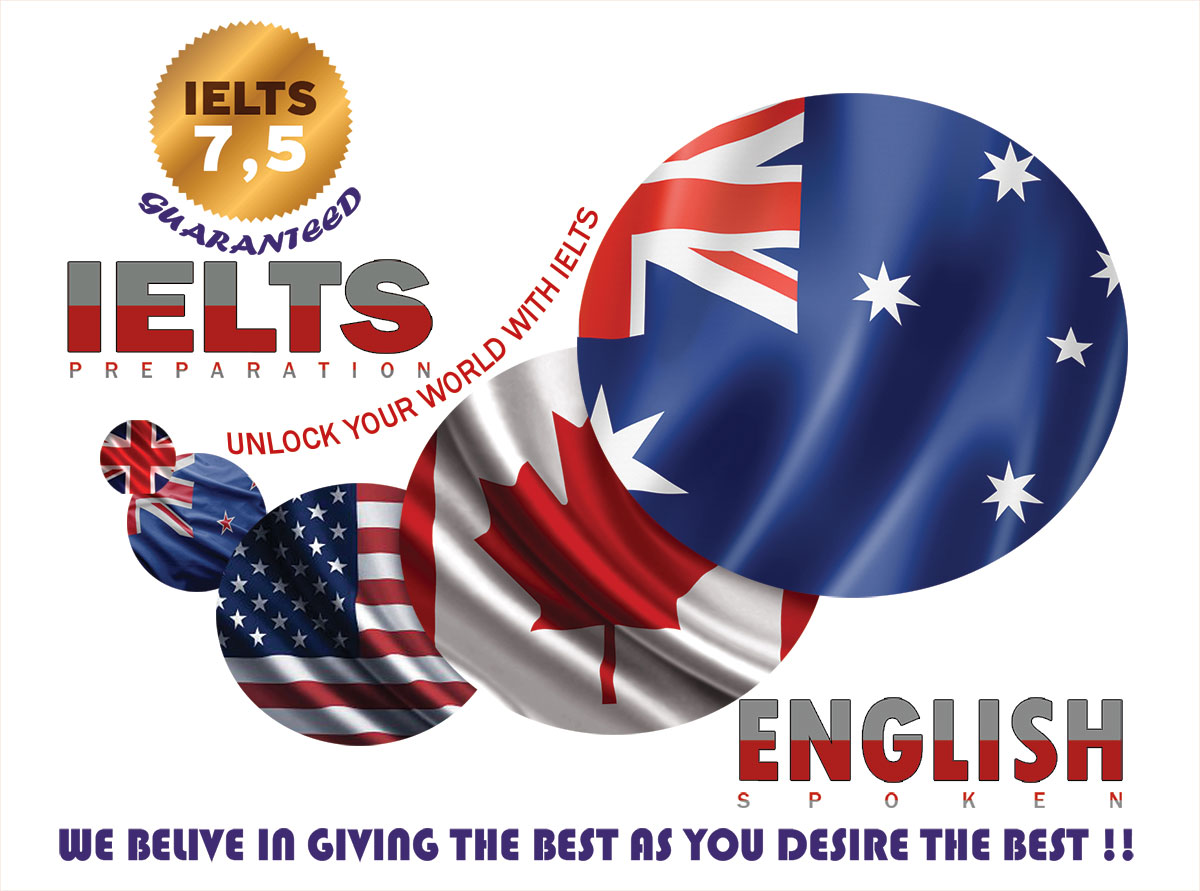 IELTS
7,5
GUARANTEED
IELTS
PREPARATION
UNLOCK YOUR WORLD WITH IELTS
ENGLISH
SPOKEN
WE BELIVE IN GIVING THE BEST AS YOU DESIRE THE BEST !!